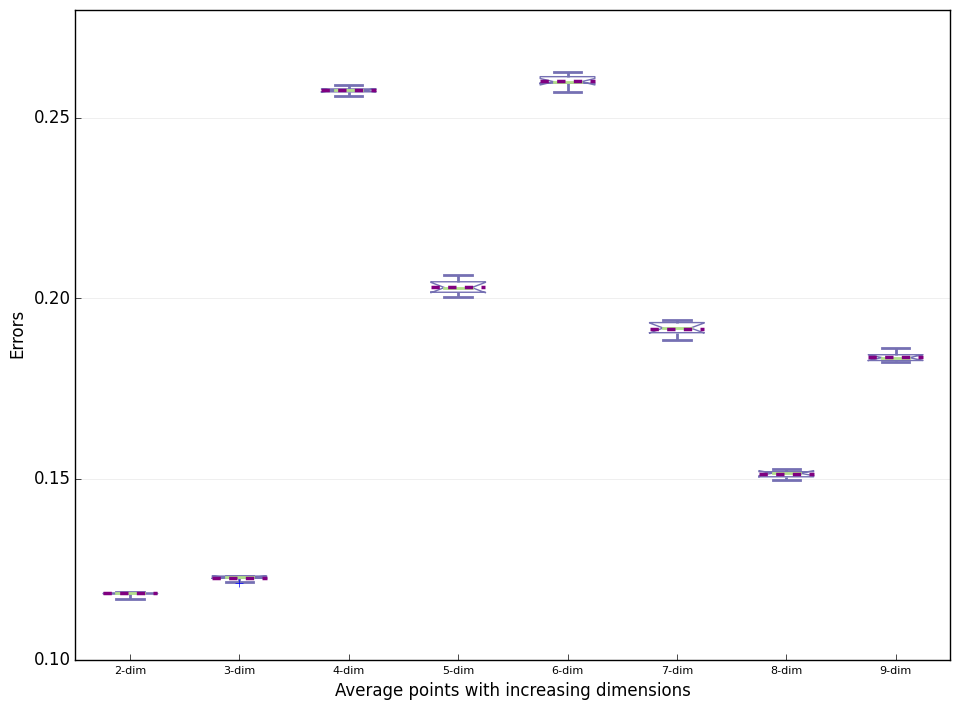 0.25
0.20
0.15
0.10
Errors
2-dim 3-dim 4-dim 5-dim 6-dim 7-dim 8-dim 9-dim
Average points with increasing dimensions